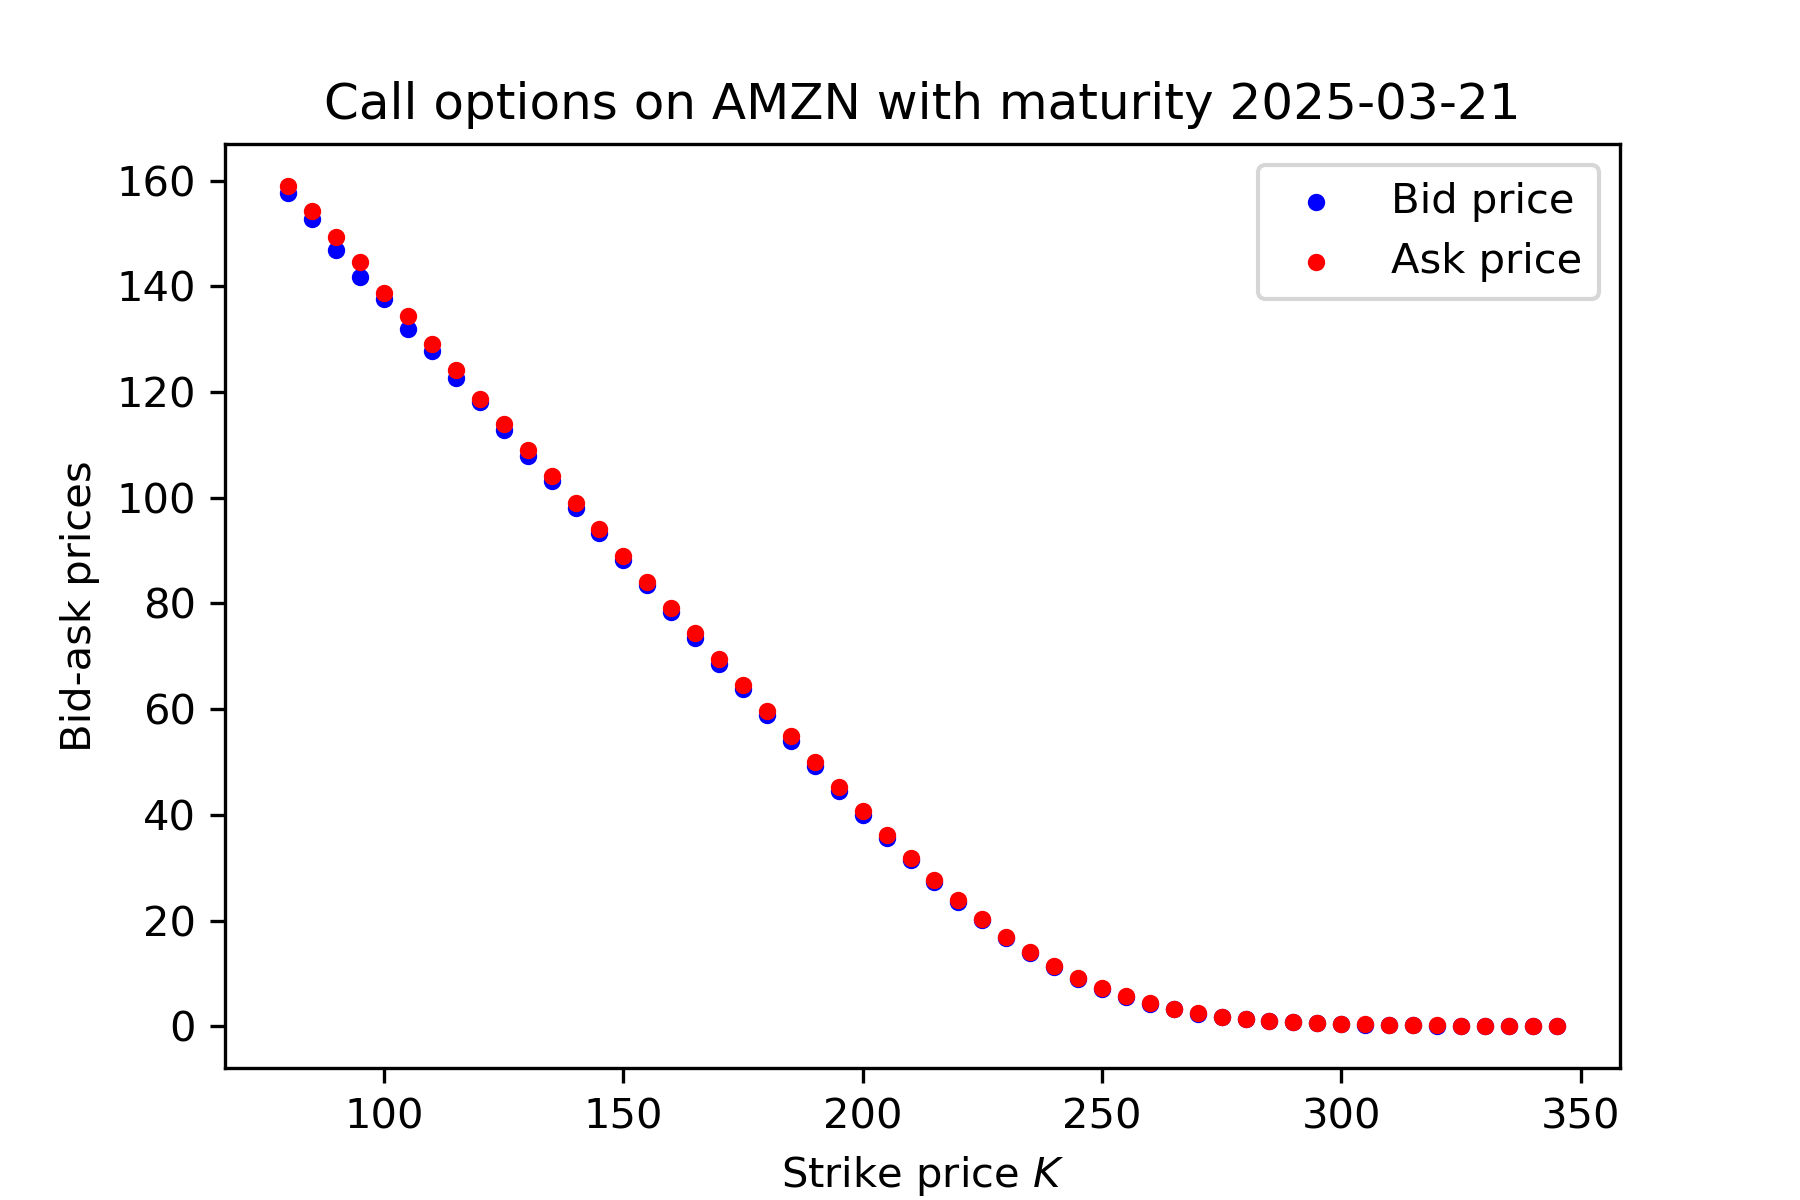 Call options on AMZN with maturity 2025-03-21
Bid price
Ask price
Bid-ask prices
160
140
120
100
80
60
40
20
0
100 150 200 250 300 350
Strike price K